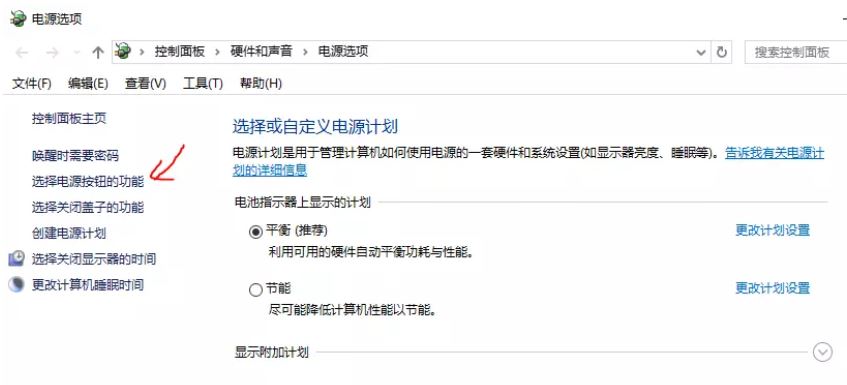 电源选项
控制面板 › 硬件和声音 › 电源选项
搜索控制面板
文件(F) 编辑(E) 查看(V) 工具(T) 帮助(H)
控制面板主页
唤醒时需要密码
选择电源按钮的功能
选择关闭盖子的功能
创建电源计划
选择关闭显示器的时间
更改计算机睡眠时间
选择或自定义电源计划
电源计划是用于管理计算机如何使用电源的一套硬件和系统设置(如显示器亮度、睡眠等)。告诉我有关电源计
划的详细信息
电池指示器上显示的计划
平衡 (推荐) 更改计划设置
利用可用的硬件自动平衡功耗与性能。
节能 更改计划设置
尽可能降低计算机性能以节能。
显示附加计划